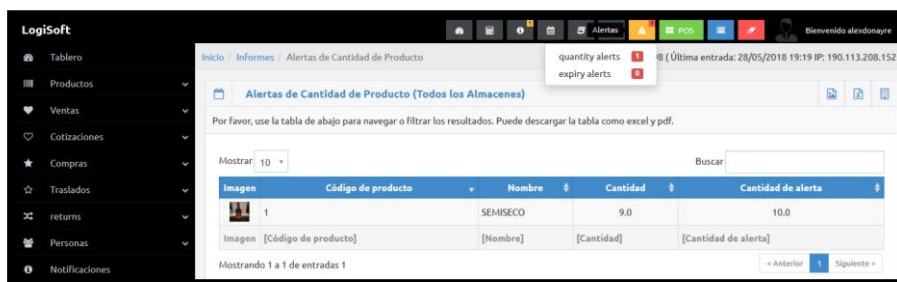 LogiSoft
1
Alertas
1
POS
Bienvenido alexdonayre
Tablero
Productos
Ventas
Cotizaciones
Compras
Traslados
returns
Personas
Notificaciones
Inicio / Informes / Alertas de Cantidad de Producto
8 ( Última entrada: 28/05/2018 19:19 IP: 190.113.208.152
quantity alerts 1
expiry alerts 0
Alertas de Cantidad de Producto (Todos los Almacenes)
Por favor, use la tabla de abajo para navegar o filtrar los resultados. Puede descargar la tabla como excel y pdf.
Mostrar 10
Buscar
Imagen Código de producto Nombre Cantidad Cantidad de alerta
1 SEMISECO 9.0 10.0
Imagen [Código de producto] [Nombre] [Cantidad] [Cantidad de alerta]
Mostrando 1 a 1 de entradas 1
< Anterior 1 Siguiente >